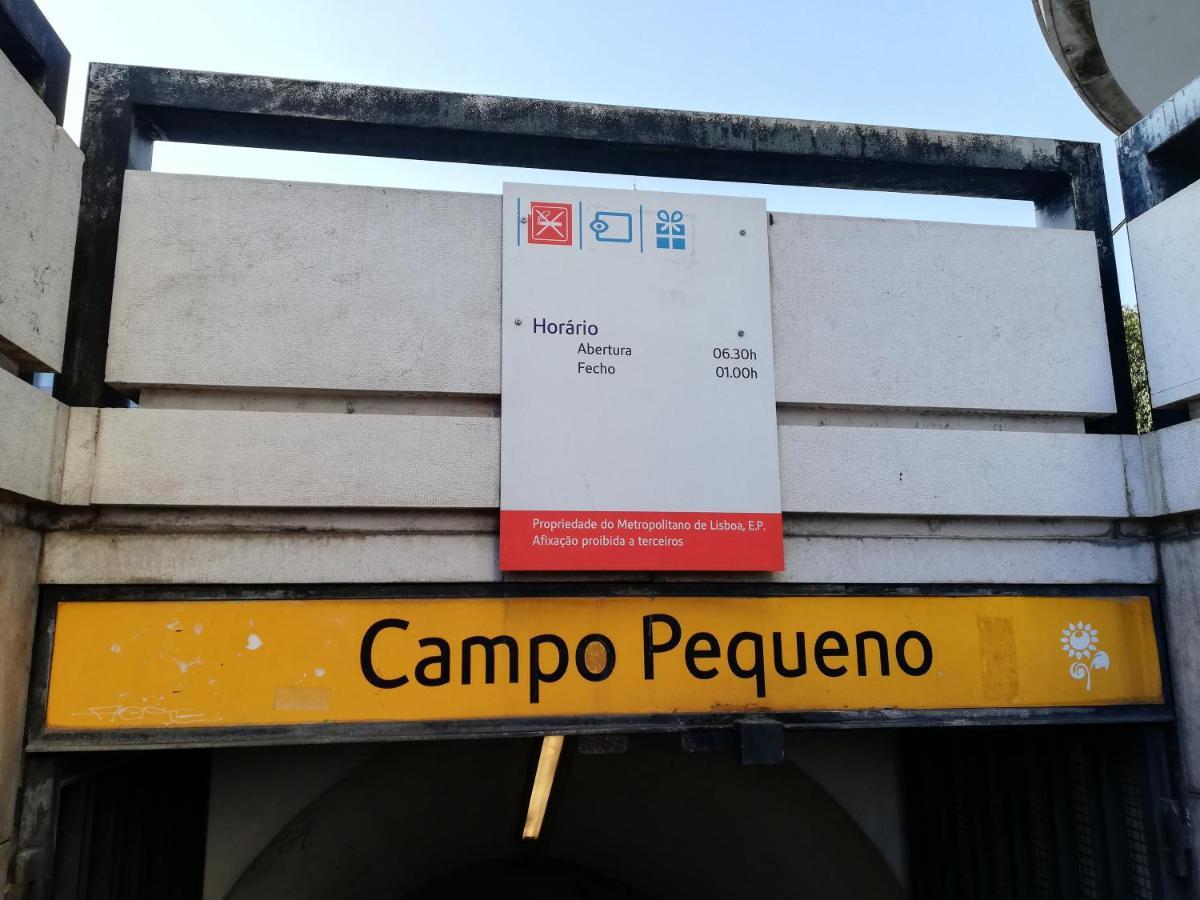 Horário
Abertura 06.30h
Fecho 01.00h
Propriedade do Metropolitano de Lisboa, E.P.
Afixação proibida a terceiros
Campo Pequeno